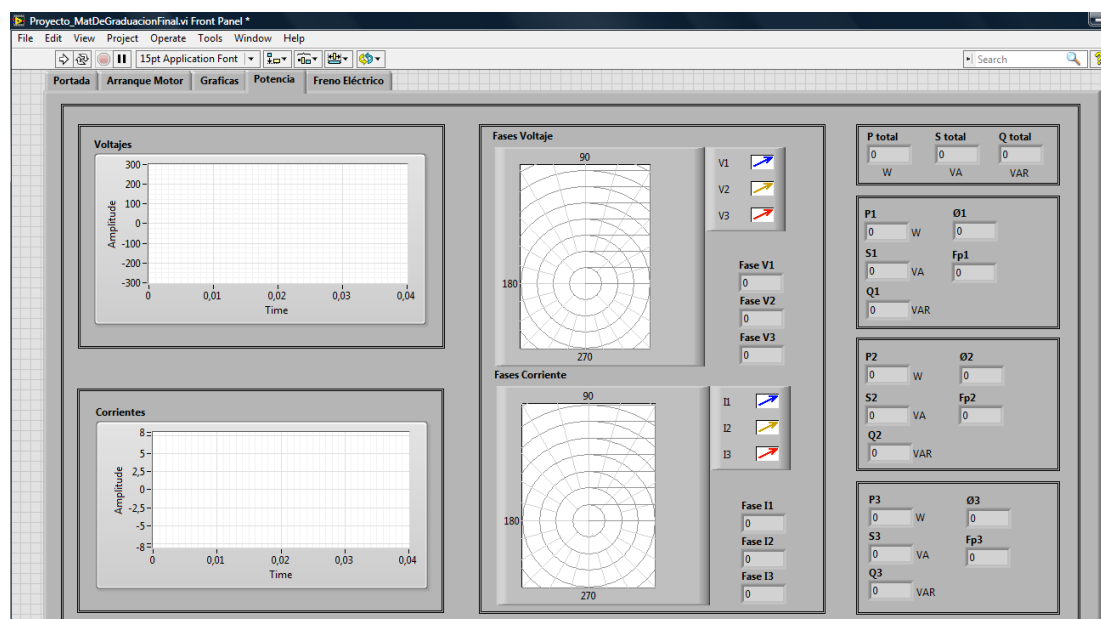 Proyecto_MatDeGraduacionFinal.vi Front Panel *
File Edit View Project Operate Tools Window Help
15pt Application Font
Search
Portada Arranque Motor Graficas Potencia Freno Eléctrico
Voltajes
300
200
100
0
-100
-200
-300
Amplitude
0 0,01 0,02 0,03 0,04
Time
Corrientes
8
5
2,5
0
-2,5
-5
-8
Amplitude
0 0,01 0,02 0,03 0,04
Time
Fases Voltaje
90
180
270
V1
V2
V3
Fase V1
0
Fase V2
0
Fase V3
0
Fases Corriente
90
180
270
I1
I2
I3
Fase I1
0
Fase I2
0
Fase I3
0
P total S total Q total
0 0 0
W VA VAR
P1 Ø1
0 W 0
S1 Fp1
0 VA 0
Q1
0 VAR
P2 Ø2
0 W 0
S2 Fp2
0 VA 0
Q2
0 VAR
P3 Ø3
0 W 0
S3 Fp3
0 VA 0
Q3
0 VAR